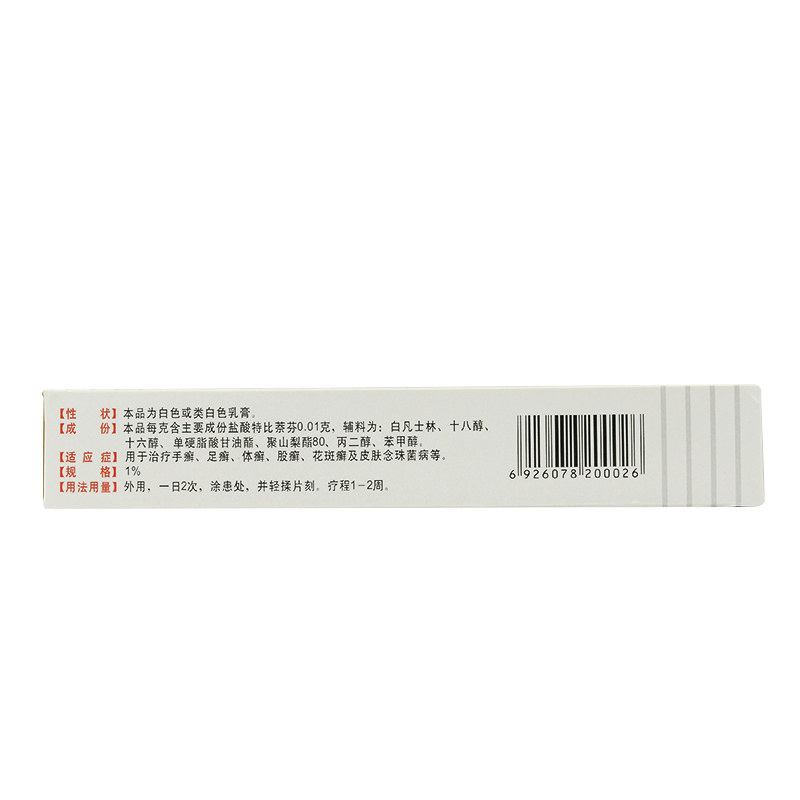 【性 状】本品为白色或类白色乳膏。
【成 份】本品每克含主要成份盐酸特比萘芬0.01克，辅料为：白凡士林、十八醇、
十六醇、单硬脂酸甘油酯、聚山梨酯80、丙二醇、苯甲醇。
【适 应 症】用于治疗手癣、足癣、体癣、股癣、花斑癣及皮肤念珠菌病等。
【规 格】1%
【用法用量】外用，一日2次，涂患处，并轻揉片刻。疗程1-2周。
6 926078 200026